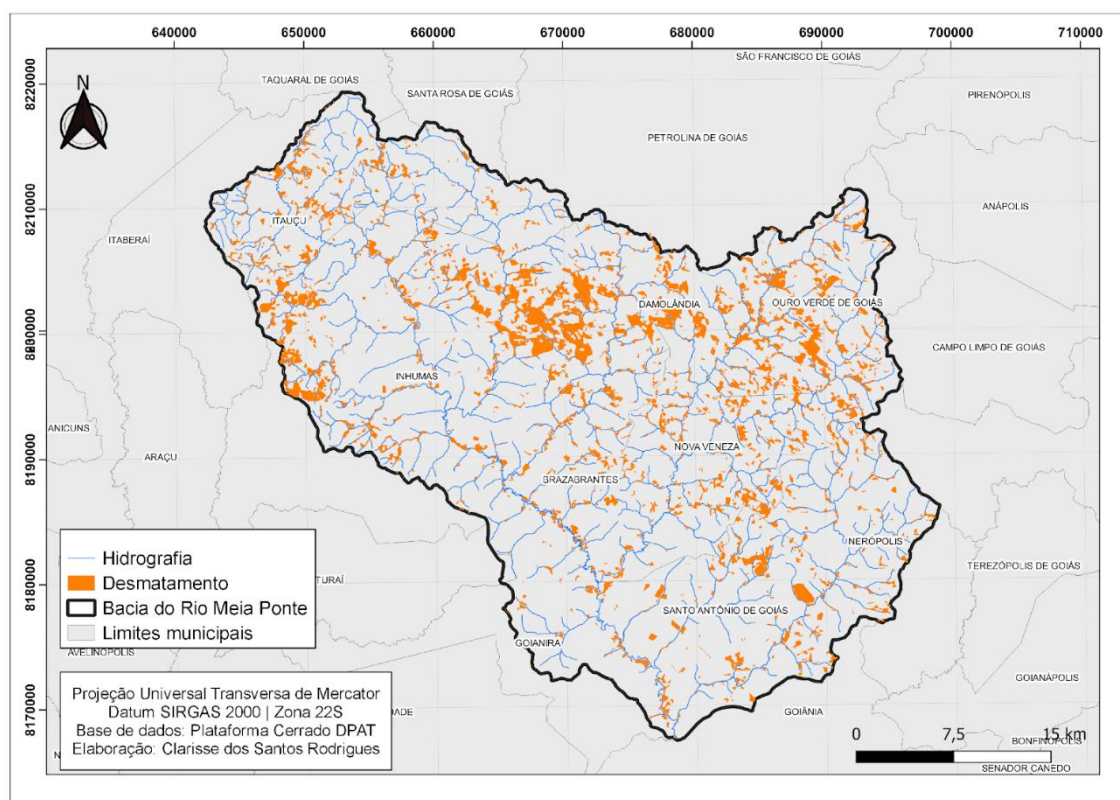 640000 650000 660000 670000 680000 690000 700000 710000
8220000
8210000
8800000
8190000
8180000
8170000
N
SÃO FRANCISCO DE GOIÁS
TAQUARAL DE GOIÁS
SANTA ROSA DE GOIÁS
PIRENÓPOLIS
PETROLINA DE GOIÁS
ANÁPOLIS
ITAUÇU
ITABERAÍ
DAMOLÂNDIA
OURO VERDE DE GOIÁS
CAMPO LIMPO DE GOIÁS
INHUMAS
ANICUNS
ARAÇU
NOVA VENEZA
BRAZABRANTES
NERÓPOLIS
TEREZÓPOLIS DE GOIÁS
TURAÍ
SANTO ANTÔNIO DE GOIÁS
GOIANIRA
AVELINÓPOLIS
GOIANÁPOLIS
DADE
GOIÂNIA
BONFINÓPOLIS
SENADOR CANEDO
N
Hidrografia
Desmatamento
Bacia do Rio Meia Ponte
Limites municipais
Projeção Universal Transversa de Mercator
Datum SIRGAS 2000 | Zona 22S
Base de dados: Plataforma Cerrado DPAT
Elaboração: Clarisse dos Santos Rodrigues
0 7,5 15 km